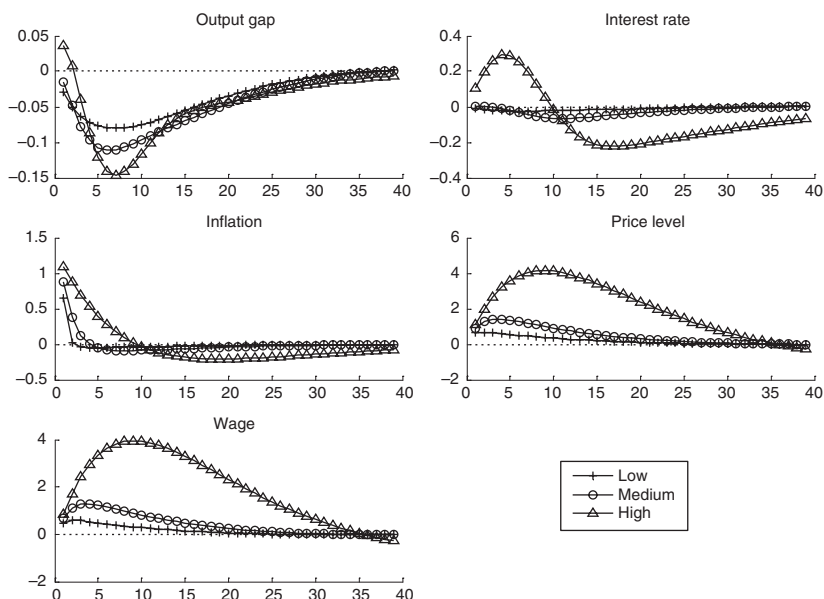 Output gap
0.05
0
−0.05
−0.1
−0.15
0 5 10 15 20 25 30 35 40
Interest rate
0.4
0.2
0
−0.2
−0.4
0 5 10 15 20 25 30 35 40
Inflation
1.5
1
0.5
0
−0.5
0 5 10 15 20 25 30 35 40
Price level
6
4
2
0
−2
0 5 10 15 20 25 30 35 40
Wage
4
2
0
−2
0 5 10 15 20 25 30 35 40
Low
Medium
High